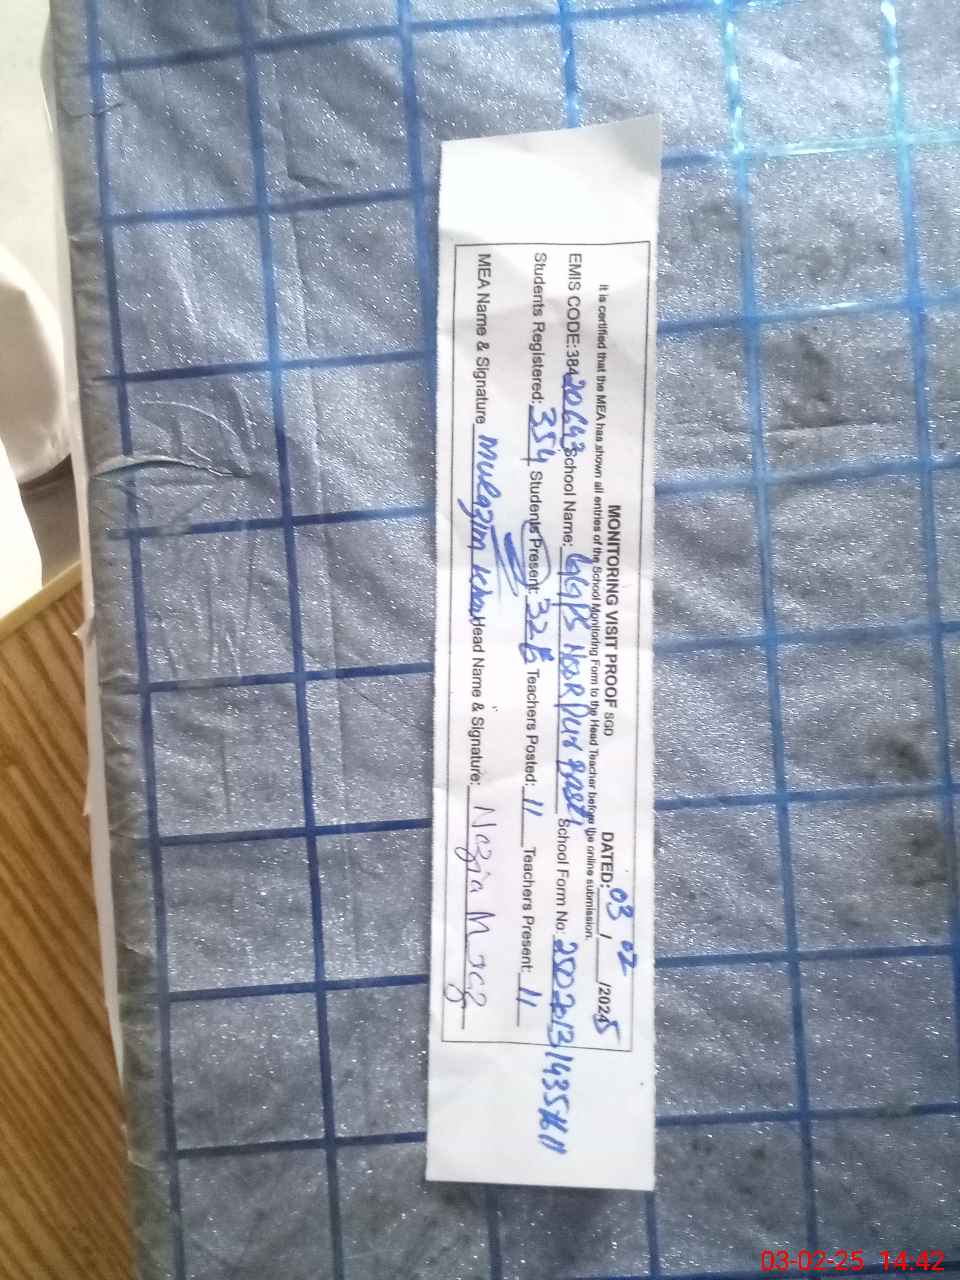 MONITORING VISIT PROOF SGD DATED: 03 / 02 /2025
It is certified that the MEA has shown all entries of the School Monitoring Form to the Head Teacher before the online submission.
EMIS CODE:38420643 School Name: GGPS NooR Pur East School Form No:
Students Registered: 354 Students Present: 326 Teachers Posted: 11 Teachers Present: 11
MEA Name & Signature Mulazim Khan Head Name & Signature: Nazia
03-02-25 14:42